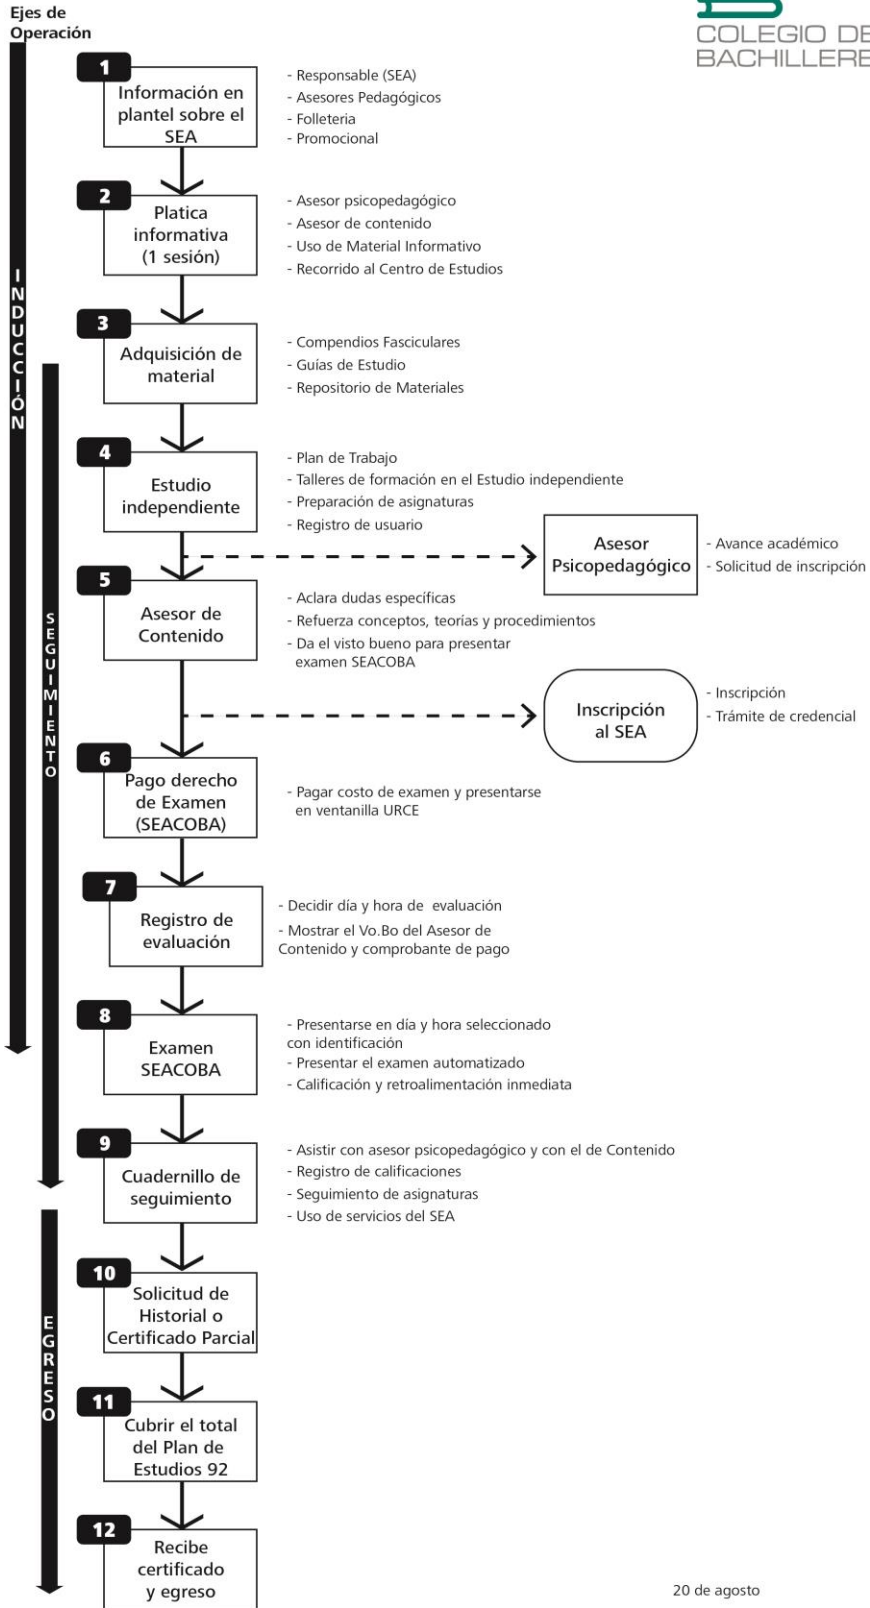 Ejes de
Operación
COLEGIO DE
BACHILLERE
1
Información en
plantel sobre el
SEA
- Responsable (SEA)
- Asesores Pedagógicos
- Folleteria
- Promocional
2
Platica
informativa
(1 sesión)
- Asesor psicopedagógico
- Asesor de contenido
- Uso de Material Informativo
- Recorrido al Centro de Estudios
INDUCCIÓN
3
Adquisición de
material
- Compendios Fasciculares
- Guías de Estudio
- Repositorio de Materiales
4
Estudio
independiente
- Plan de Trabajo
- Talleres de formación en el Estudio independiente
- Preparación de asignaturas
- Registro de usuario
Asesor
Psicopedagógico
- Avance académico
- Solicitud de inscripción
5
Asesor de
Contenido
- Aclara dudas específicas
- Refuerza conceptos, teorías y procedimientos
- Da el visto bueno para presentar
examen SEACOBA
SEGUIMIENTO
Inscripción
al SEA
- Inscripción
- Trámite de credencial
6
Pago derecho
de Examen
(SEACOBA)
- Pagar costo de examen y presentarse
en ventanilla URCE
7
Registro de
evaluación
- Decidir día y hora de evaluación
- Mostrar el Vo.Bo del Asesor de
Contenido y comprobante de pago
8
Examen
SEACOBA
- Presentarse en día y hora seleccionado
con identificación
- Presentar el examen automatizado
- Calificación y retroalimentación inmediata
9
Cuadernillo de
seguimiento
- Asistir con asesor psicopedagógico y con el de Contenido
- Registro de calificaciones
- Seguimiento de asignaturas
- Uso de servicios del SEA
10
Solicitud de
Historial o
Certificado Parcial
EGRESO
11
Cubrir el total
del Plan de
Estudios 92
12
Recibe
certificado
y egreso
20 de agosto